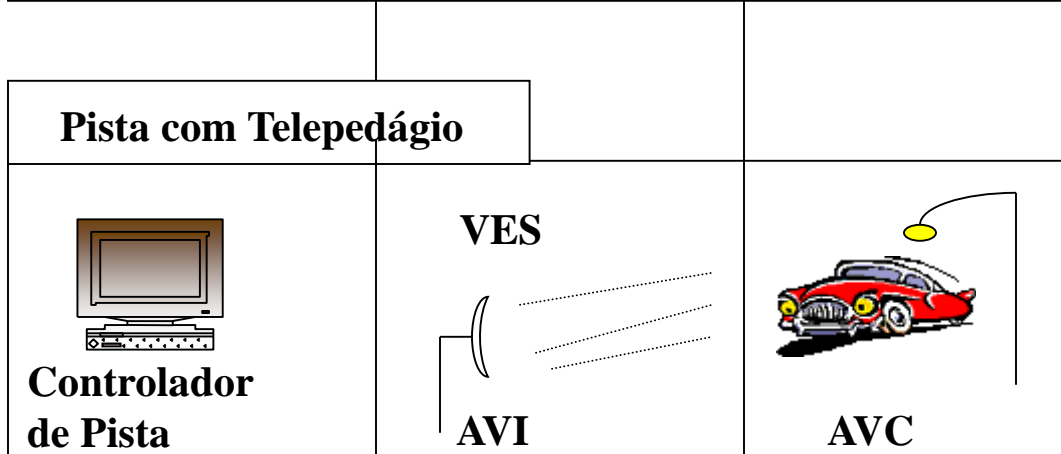 Pista com Telepedágio
VES
Controlador
de Pista
AVI
AVC